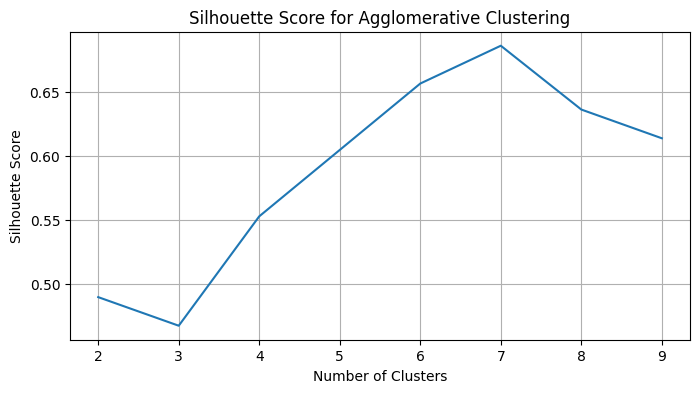 Silhouette Score for Agglomerative Clustering
Silhouette Score
0.65
0.60
0.55
0.50
2 3 4 5 6 7 8 9
Number of Clusters